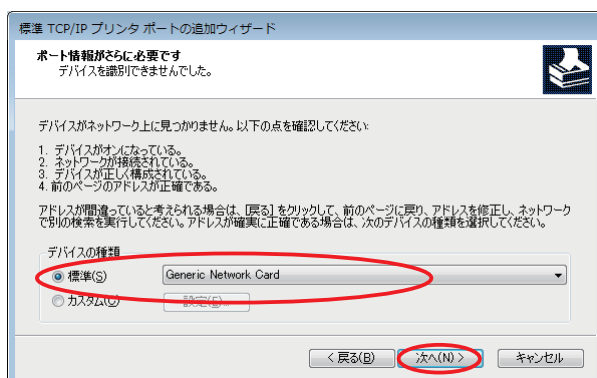 標準 TCP/IP プリンタ ポートの追加ウィザード
ポート情報がさらに必要です
デバイスを識別できませんでした。
デバイスがネットワーク上に見つかりません。以下の点を確認してください:
1. デバイスがオンになっている。
2. ネットワークが接続されている。
3. デバイスが正しく構成されている。
4. 前のページのアドレスが正確である。
アドレスが間違っていると考えられる場合は、[戻る] をクリックして、前のページに戻り、アドレスを修正し、ネットワーク
で別の検索を実行してください。アドレスが確実に正確である場合は、次のデバイスの種類を選択してください。
デバイスの種類
標準(S) Generic Network Card
カスタム(C) 設定(E)...
< 戻る(B) 次へ(N) > キャンセル